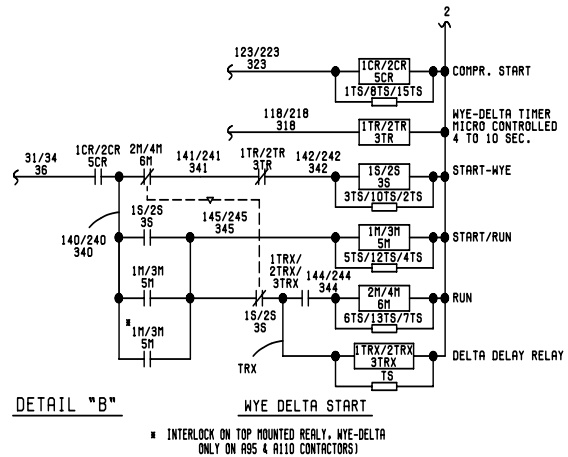 2
123/223
323
1CR/2CR
5CR
COMPR. START
1TS/8TS/15TS
118/218
318
1TR/2TR
3TR
WYE-DELTA TIMER
MICRO CONTROLLED
4 TO 10 SEC.
31/34
36
1CR/2CR
5CR
2M/4M
6M
141/241
341
1TR/2TR
3TR
142/242
342
1S/2S
3S
START-WYE
3TS/10TS/2TS
140/240
340
1S/2S
3S
145/245
345
1M/3M
5M
START/RUN
5TS/12TS/4TS
1M/3M
5M
1S/2S
3S
1TRX/
2TRX/
3TRX
144/244
344
2M/4M
6M
RUN
6TS/13TS/7TS
* 1M/3M
5M
TRX
1TRX/2TRX
3TRX
DELTA DELAY RELAY
TS
DETAIL "B"
WYE DELTA START
* INTERLOCK ON TOP MOUNTED REALY, WYE-DELTA
ONLY ON A95 & A110 CONTACTORS)